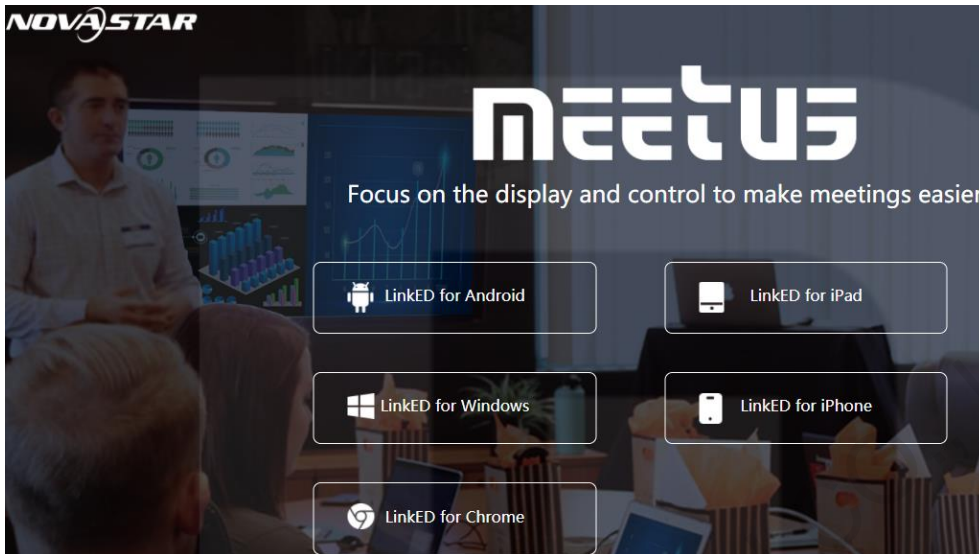 NOVASTAR
meetus
Focus on the display and control to make meetings easier
LinkED for Android
LinkED for iPad
LinkED for Windows
LinkED for iPhone
LinkED for Chrome